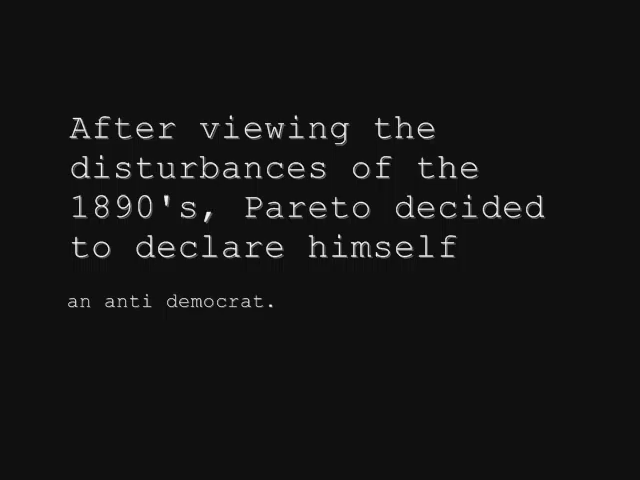 After viewing the
disturbances of the
1890's, Pareto decided
to declare himself
an anti democrat.